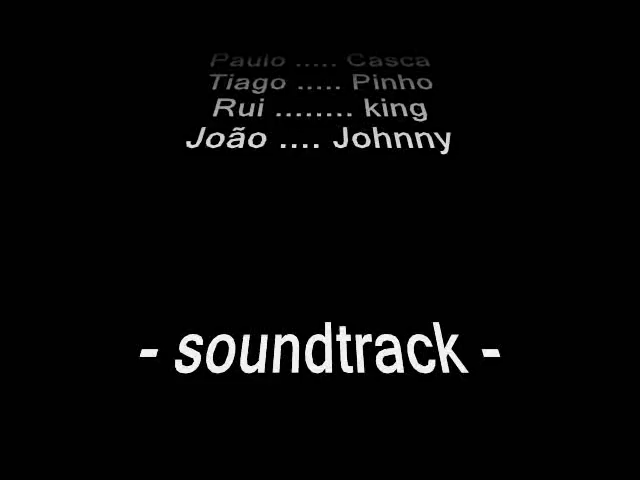 Paulo ..... Casca
Tiago ..... Pinho
Rui ........ king
João .... Johnny
- soundtrack -